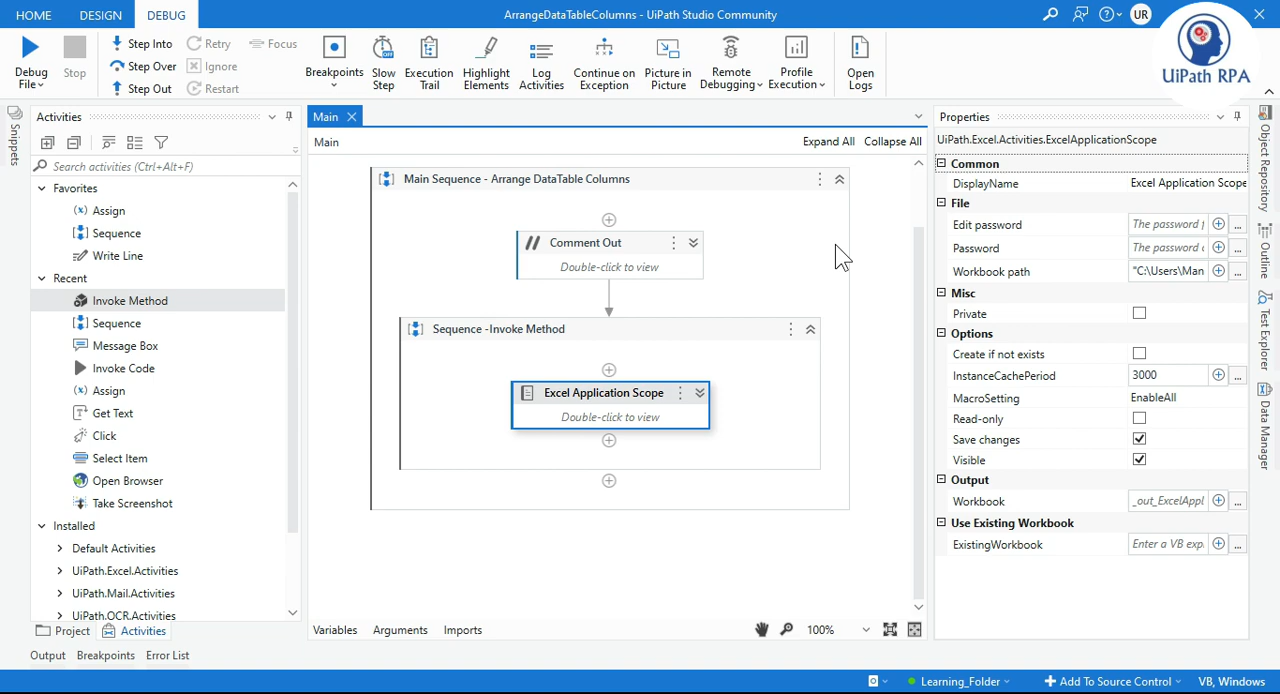 HOME DESIGN DEBUG ArrangeDataTableColumns - UiPath Studio Community UR
UiPath RPA
Debug File Stop
Step Into
Step Over
Step Out
Retry
Ignore
Restart
Focus
Breakpoints
Slow Step
Execution Trail
Highlight Elements
Log Activities
Continue on Exception
Picture in Picture
Remote Debugging
Profile Execution
Open Logs
Snippets
Activities
Search activities (Ctrl+Alt+F)
Favorites
Assign
Sequence
Write Line
Recent
Invoke Method
Sequence
Message Box
Invoke Code
Assign
Get Text
Click
Select Item
Open Browser
Take Screenshot
Installed
Default Activities
UiPath.Excel.Activities
UiPath.Mail.Activities
UiPath.OCR.Activities
Project Activities
Output Breakpoints Error List
Main
Main Expand All Collapse All
Main Sequence - Arrange DataTable Columns
// Comment Out
Double-click to view
Sequence -Invoke Method
Excel Application Scope
Double-click to view
Variables Arguments Imports 100%
Properties
UiPath.Excel.Activities.ExcelApplicationScope
Common
DisplayName Excel Application Scope
File
Edit password The password
Password The password
Workbook path "C:\Users\Man
Misc
Private
Options
Create if not exists
InstanceCachePeriod 3000
MacroSetting EnableAll
Read-only
Save changes
Visible
Output
Workbook _out_ExcelAppl
Use Existing Workbook
ExistingWorkbook Enter a VB exp
Object Repository
Outline
Test Explorer
Data Manager
Learning_Folder Add To Source Control VB, Windows